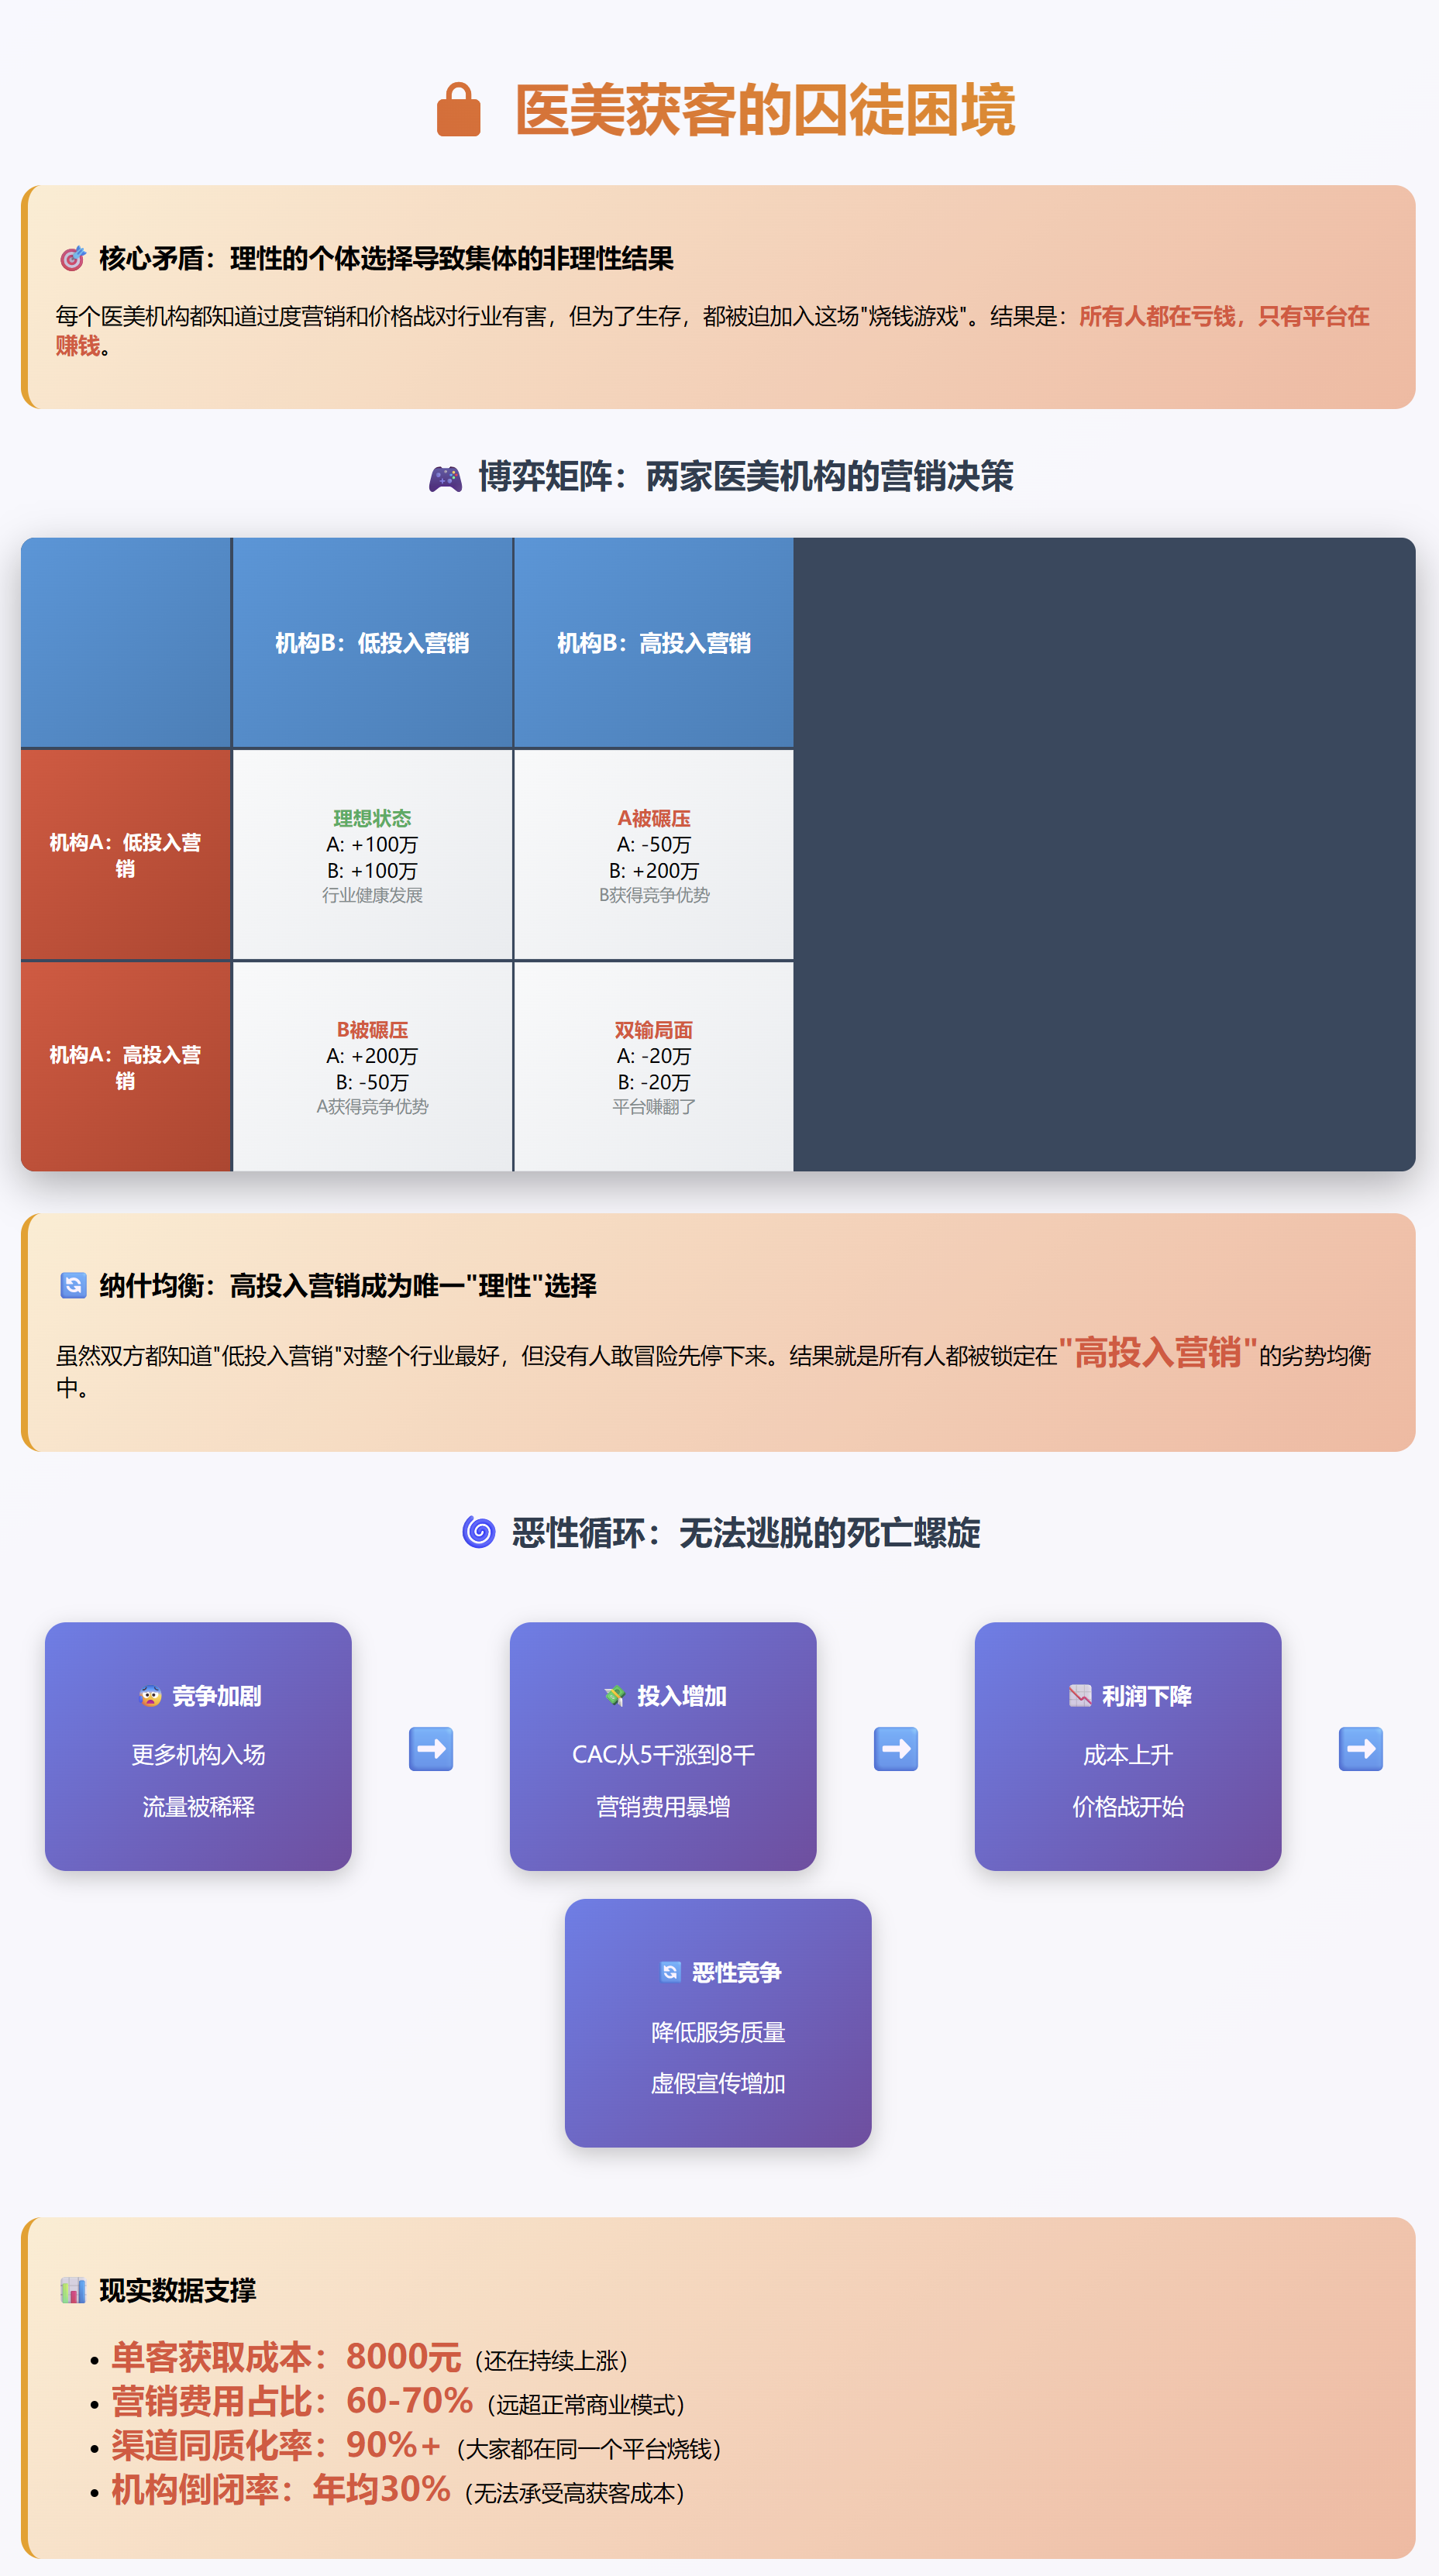 医美获客的囚徒困境
核心矛盾：理性的个体选择导致集体的非理性结果
每个医美机构都知道过度营销和价格战对行业有害，但为了生存，都被迫加入这场"烧钱游戏"。结果是：所有人都在亏钱，只有平台在
赚钱。
博弈矩阵：两家医美机构的营销决策
机构B：低投入营销
机构B：高投入营销
机构A：低投入营
销
理想状态
A: +100万
B: +100万
行业健康发展
A被碾压
A: -50万
B: +200万
B获得竞争优势
机构A：高投入营
销
B被碾压
A: +200万
B: -50万
A获得竞争优势
双输局面
A: -20万
B: -20万
平台赚翻了
纳什均衡：高投入营销成为唯一"理性"选择
虽然双方都知道"低投入营销"对整个行业最好，但没有人敢冒险先停下来。结果就是所有人都被锁定在"高投入营销"的劣势均衡
中。
恶性循环：无法逃脱的死亡螺旋
竞争加剧
更多机构入场
流量被稀释
投入增加
CAC从5千涨到8千
营销费用暴增
利润下降
成本上升
价格战开始
恶性竞争
降低服务质量
虚假宣传增加
现实数据支撑
• 单客获取成本：8000元（还在持续上涨）
• 营销费用占比：60-70%（远超正常商业模式）
• 渠道同质化率：90%+（大家都在同一个平台烧钱）
• 机构倒闭率：年均30%（无法承受高获客成本）